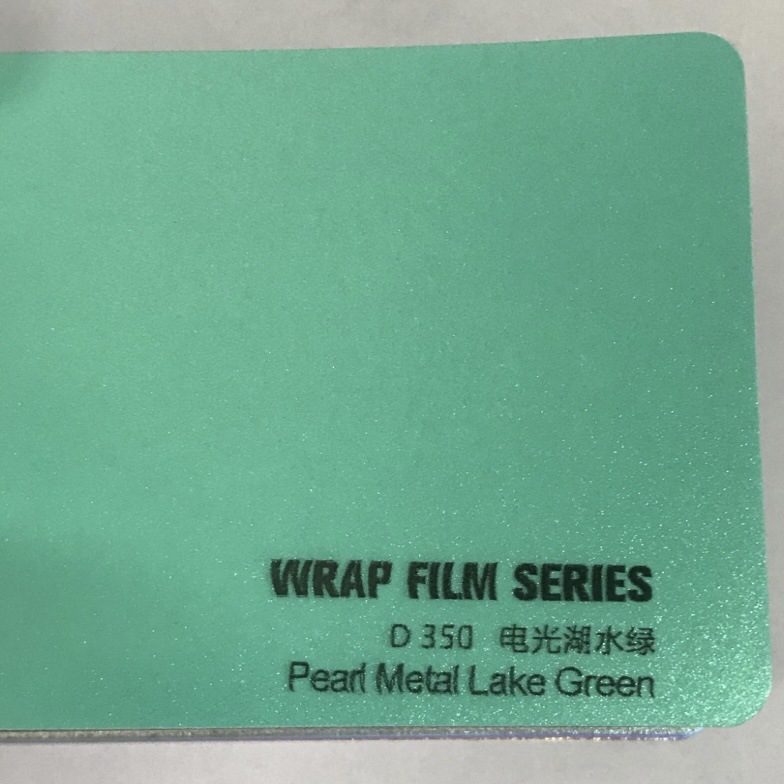 WRAP FILM SERIES
D 350 电光湖水绿
Pearl Metal Lake Green